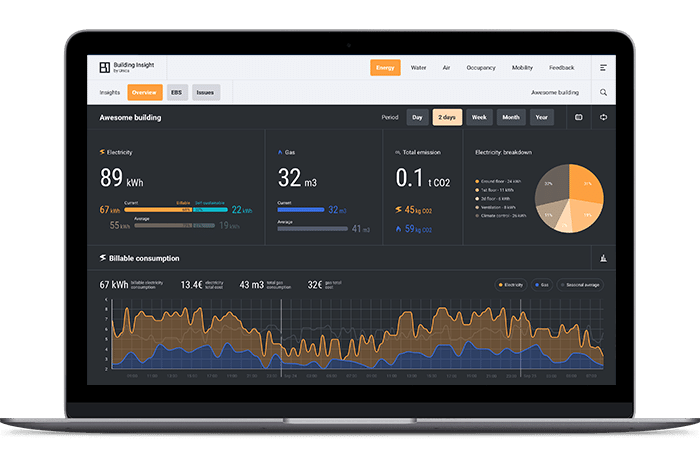 Building Insight
by Unica
Energy Water Air Occupancy Mobility Feedback
Insights Overview EBS Issues Awesome building
Awesome building Period Day 2 days Week Month Year
Electricity
89 kWh
Current Billable Self-sustainable
67 kWh 22 kWh
Average
55 kWh 19 kWh
Gas
32 m3
Current
32 m3
Average
41 m3
Total emission
0.1 t CO2
45 kg CO2
59 kg CO2
Electricity: breakdown
Ground floor - 24 kWh
1st floor - 11 kWh
2d floor - 6 kWh
Ventilation - 8 kWh
Climate control - 26 kWh
Billable consumption
67 kWh billable electricity consumption
13.4€ electricity total cost
43 m3 total gas consumption
32€ gas total cost
Electricity Gas Seasonal average